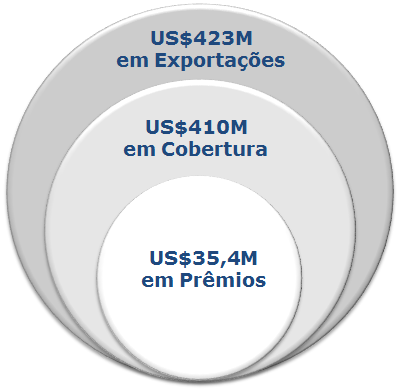 US$423M
em Exportações
US$410M
em Cobertura
US$35,4M
em Prêmios